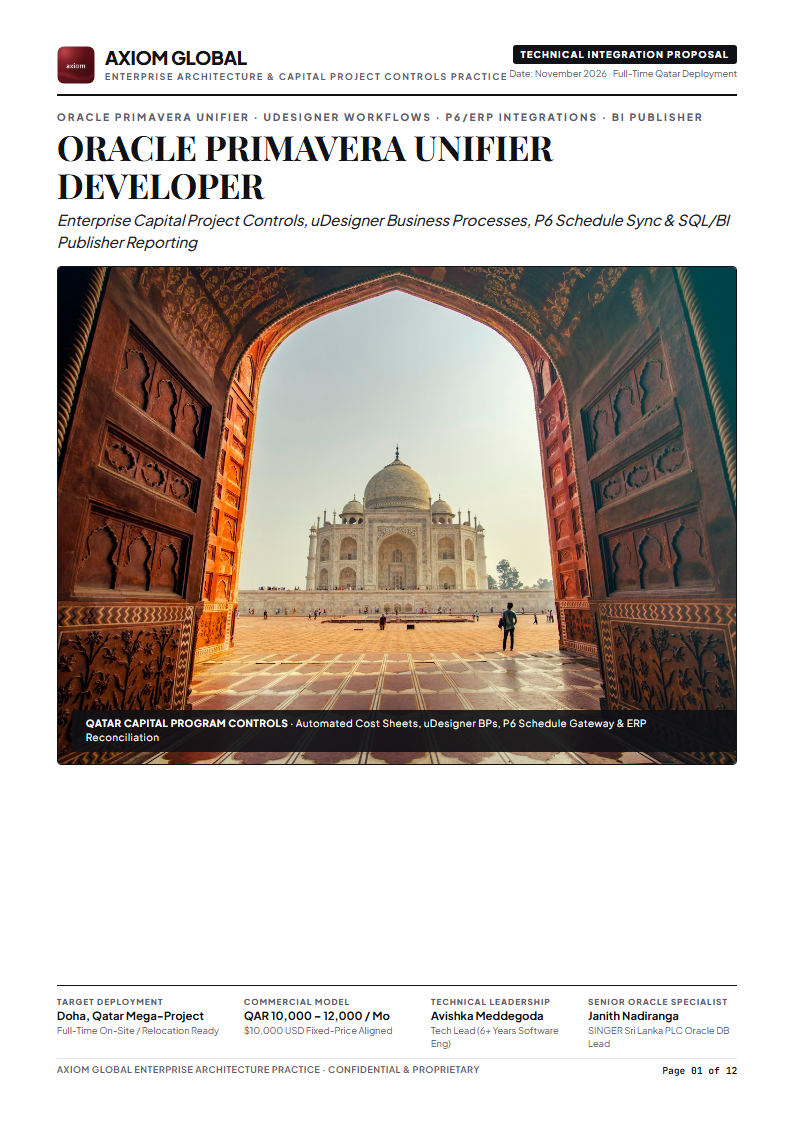 axiom
AXIOM GLOBAL
ENTERPRISE ARCHITECTURE & CAPITAL PROJECT CONTROLS PRACTICE
TECHNICAL INTEGRATION PROPOSAL
Date: November 2026 · Full-Time Qatar Deployment
ORACLE PRIMAVERA UNIFIER · UDESIGNER WORKFLOWS · P6/ERP INTEGRATIONS · BI PUBLISHER
ORACLE PRIMAVERA UNIFIER
DEVELOPER
Enterprise Capital Project Controls, uDesigner Business Processes, P6 Schedule Sync & SQL/BI
Publisher Reporting
QATAR CAPITAL PROGRAM CONTROLS · Automated Cost Sheets, uDesigner BPs, P6 Schedule Gateway & ERP
Reconciliation
TARGET DEPLOYMENT
Doha, Qatar Mega-Project
Full-Time On-Site / Relocation Ready
COMMERCIAL MODEL
QAR 10,000 – 12,000 / Mo
$10,000 USD Fixed-Price Aligned
TECHNICAL LEADERSHIP
Avishka Meddegoda
Tech Lead (6+ Years Software
Eng)
SENIOR ORACLE SPECIALIST
Janith Nadiranga
SINGER Sri Lanka PLC Oracle DB
Lead
AXIOM GLOBAL ENTERPRISE ARCHITECTURE PRACTICE · CONFIDENTIAL & PROPRIETARY
Page 01 of 12